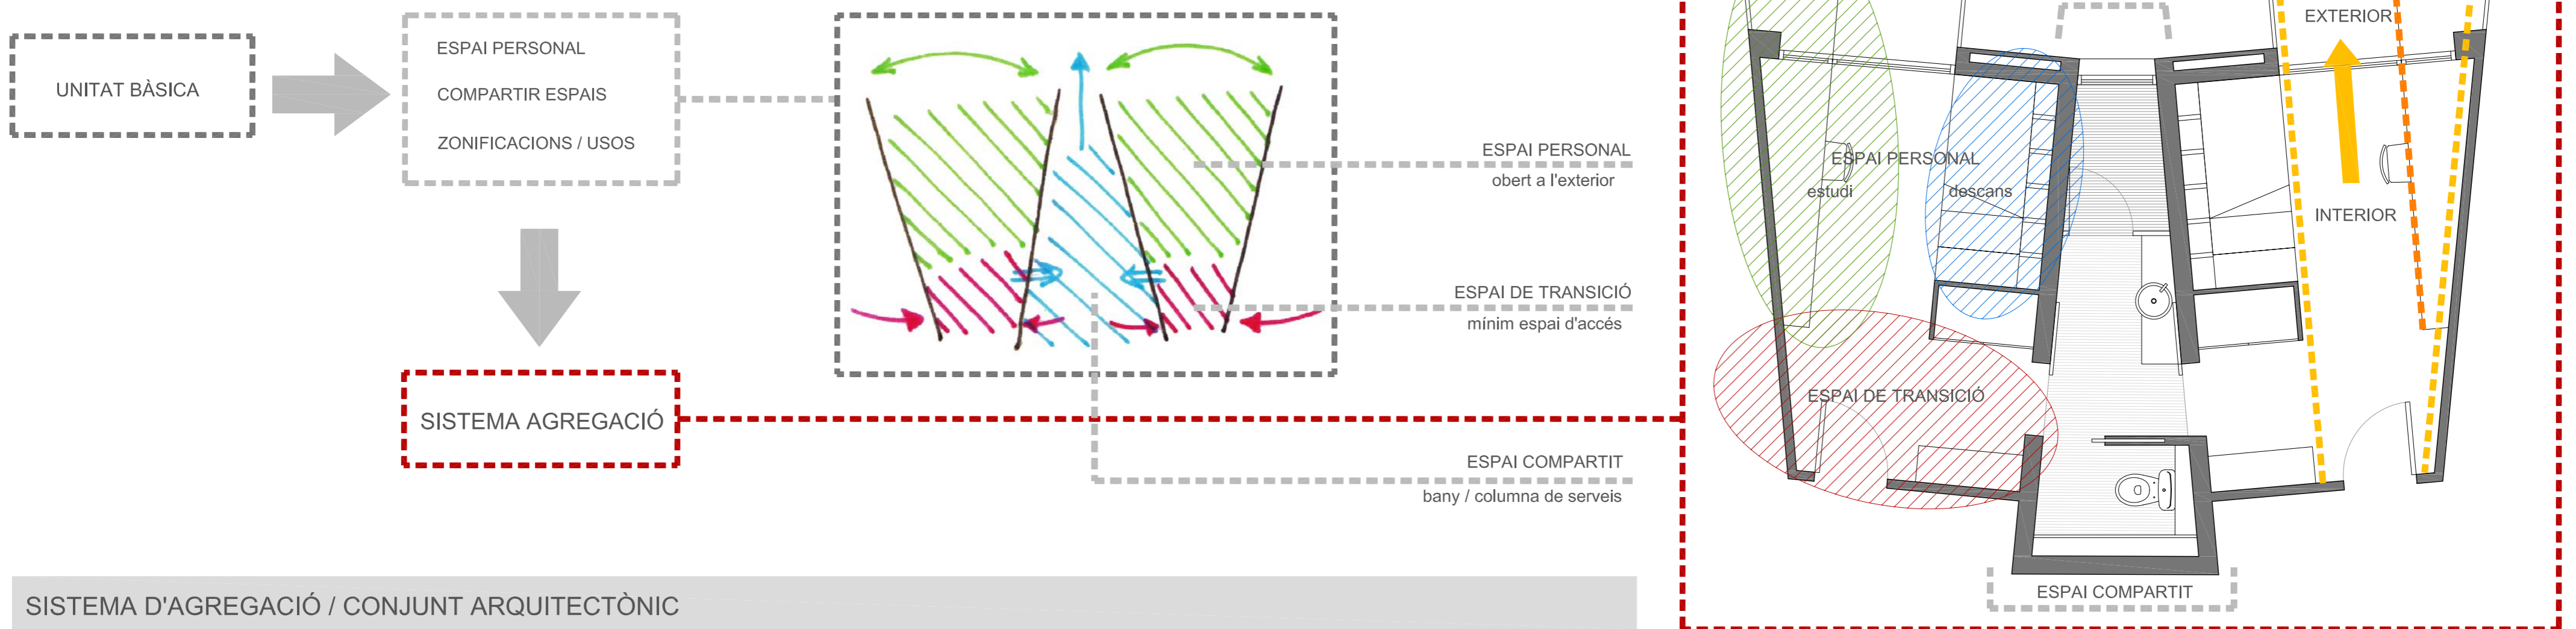 UNITAT BÀSICA
ESPAI PERSONAL
COMPARTIR ESPAIS
ZONIFICACIONS / USOS
SISTEMA AGREGACIÓ
ESPAI PERSONAL
obert a l'exterior
ESPAI DE TRANSICIÓ
mínim espai d'accés
ESPAI COMPARTIT
bany / columna de serveis
EXTERIOR
ESPAI PERSONAL
estudi
descans
INTERIOR
ESPAI DE TRANSICIÓ
ESPAI COMPARTIT
SISTEMA D'AGREGACIÓ / CONJUNT ARQUITECTÒNIC